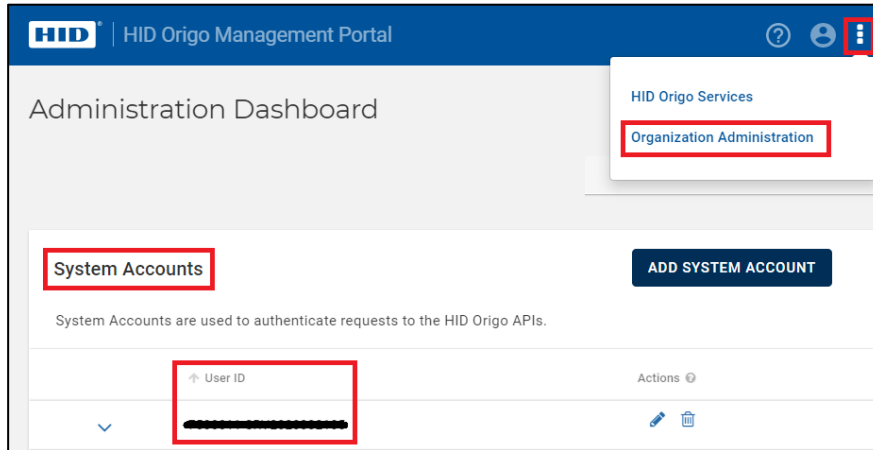 HID | HID Origo Management Portal
HID Origo Services
Administration Dashboard
Organization Administration
System Accounts
ADD SYSTEM ACCOUNT
System Accounts are used to authenticate requests to the HID Origo APIs.
User ID Actions